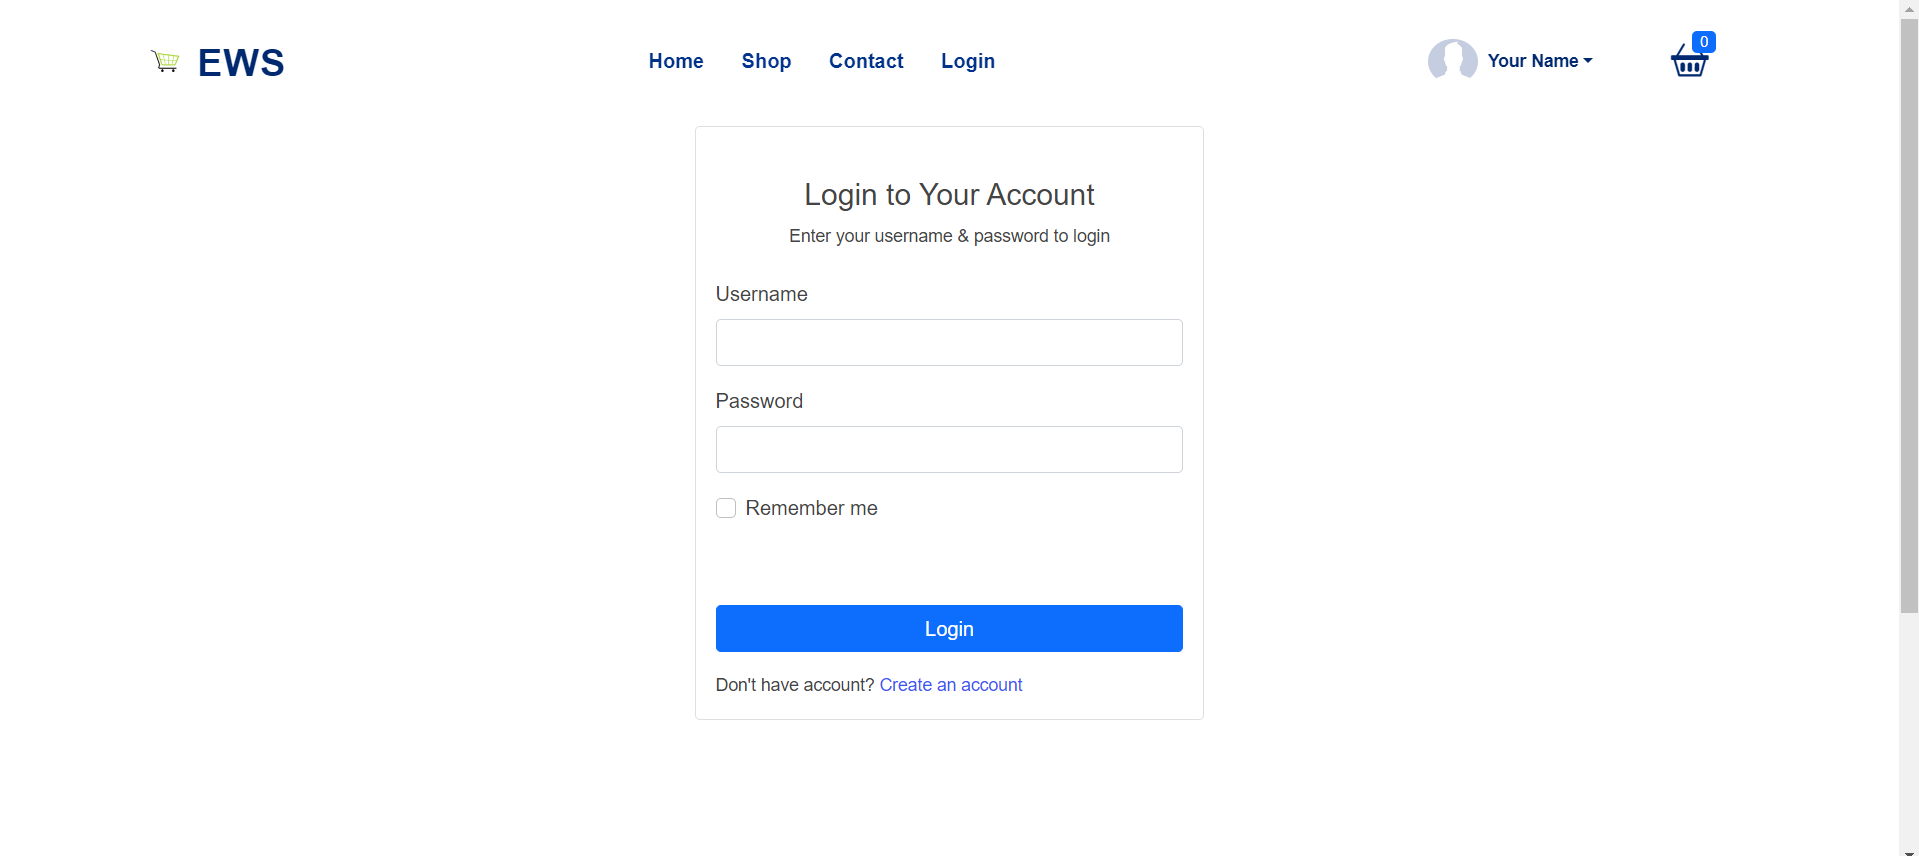 EWS
Home Shop Contact Login
Your Name
0
Login to Your Account
Enter your username & password to login
Username
Password
Remember me
Login
Don't have account? Create an account